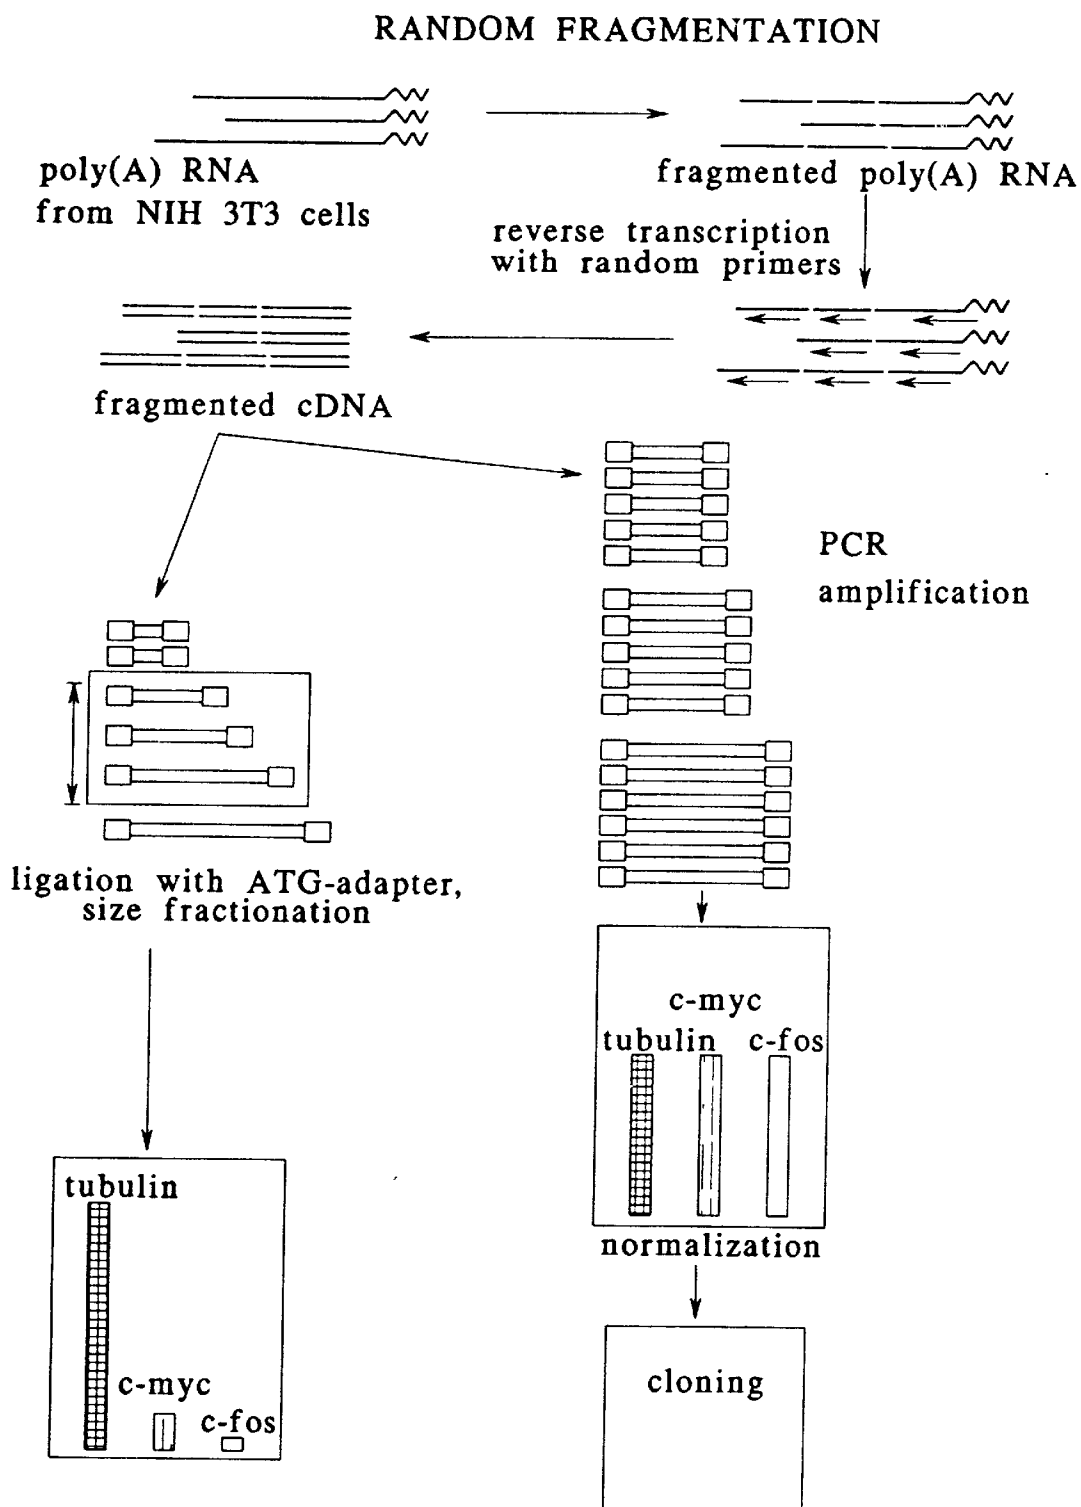 RANDOM FRAGMENTATION
poly(A) RNA
from NIH 3T3 cells
fragmented poly(A) RNA
reverse transcription
with random primers
fragmented cDNA
PCR
amplification
ligation with ATG-adapter,
size fractionation
c-myc
tubulin c-fos
normalization
tubulin
c-myc
c-fos
cloning